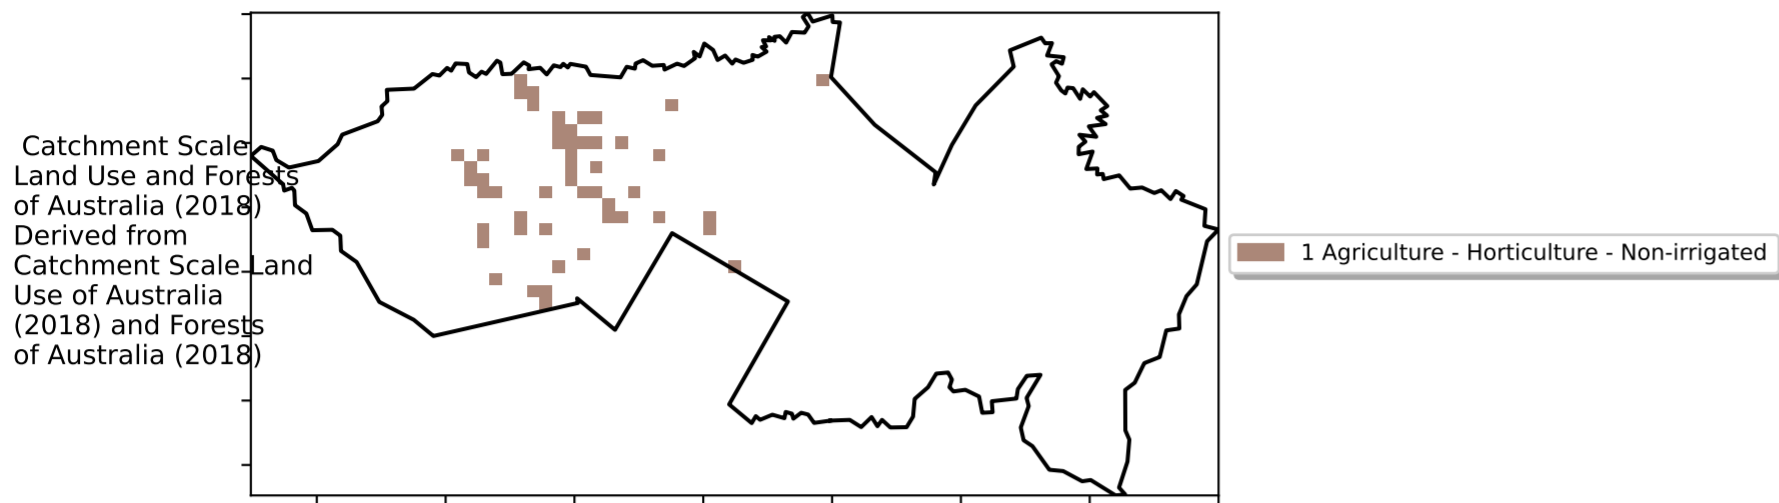 Catchment Scale
Land Use and Forests
of Australia (2018)
Derived from
Catchment Scale Land
Use of Australia
(2018) and Forests
of Australia (2018)
1 Agriculture - Horticulture - Non-irrigated